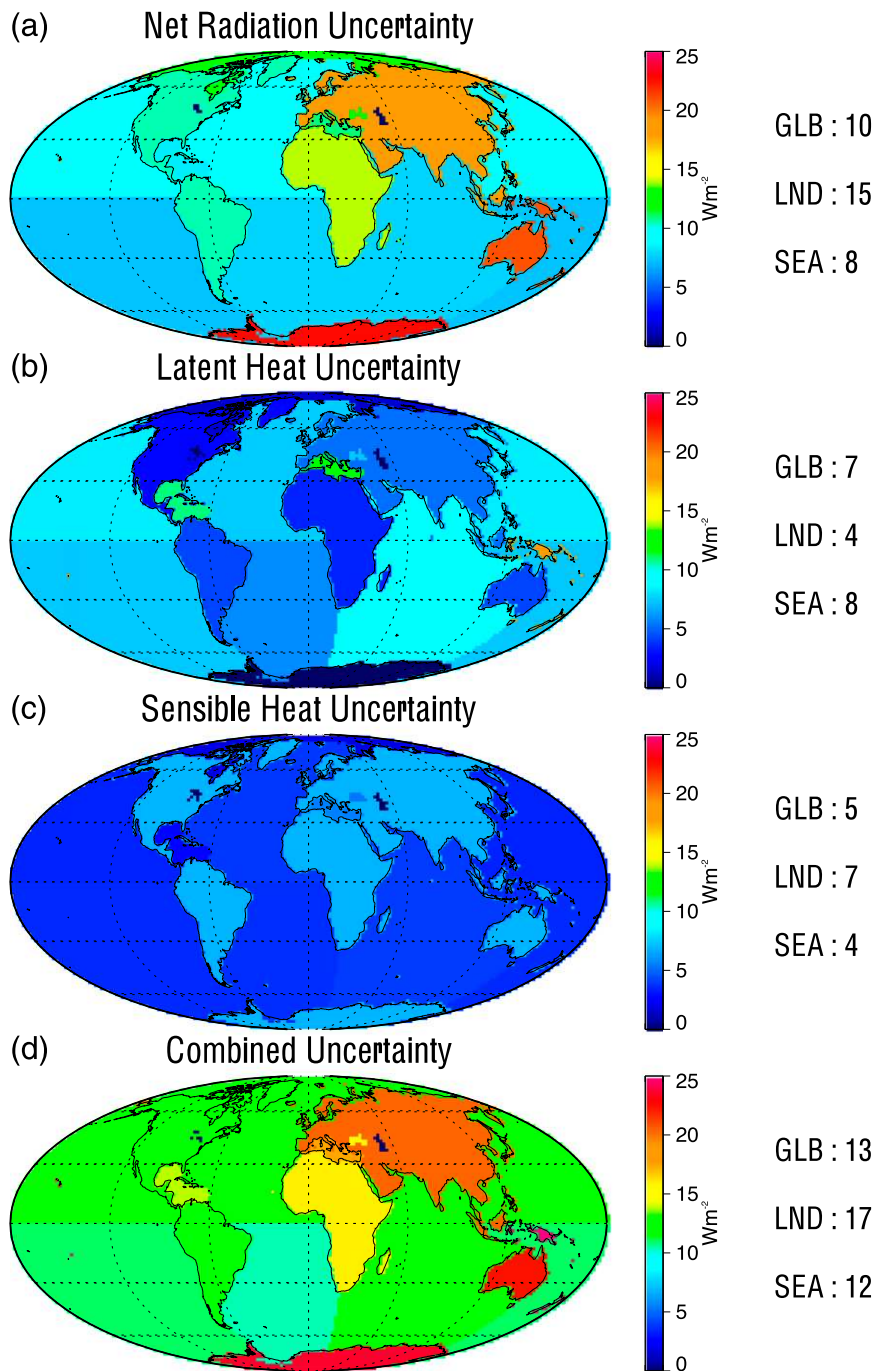 (a) Net Radiation Uncertainty
25
20
15
10
5
0
Wm⁻²
GLB : 10
LND : 15
SEA : 8
(b) Latent Heat Uncertainty
25
20
15
10
5
0
Wm⁻²
GLB : 7
LND : 4
SEA : 8
(c) Sensible Heat Uncertainty
25
20
15
10
5
0
Wm⁻²
GLB : 5
LND : 7
SEA : 4
(d) Combined Uncertainty
25
20
15
10
5
0
Wm⁻²
GLB : 13
LND : 17
SEA : 12